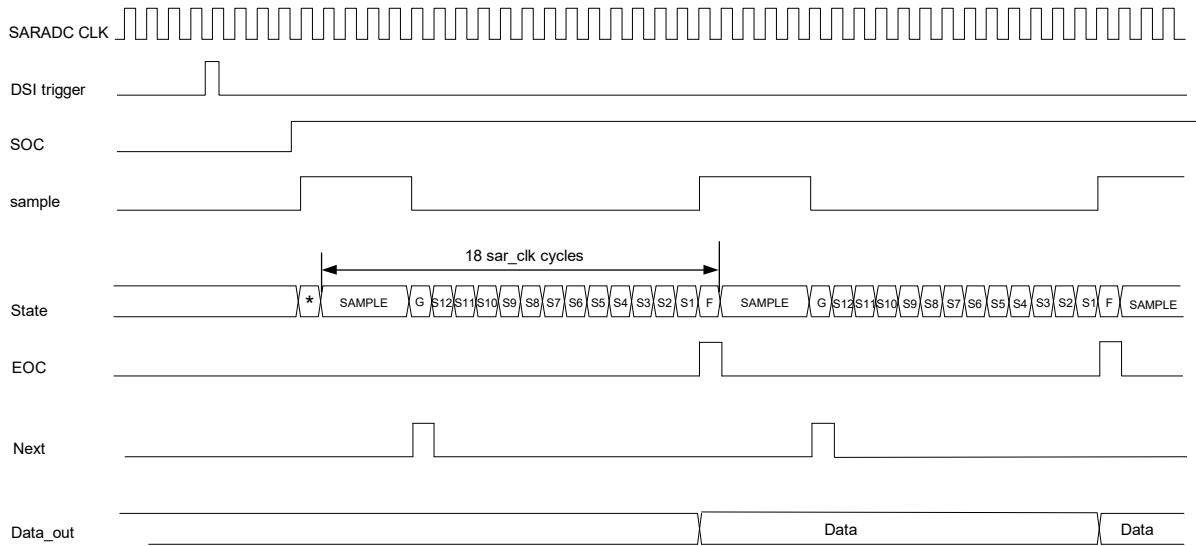 SARADC CLK
DSI trigger
SOC
sample
18 sar_clk cycles
State * SAMPLE G S12 S11 S10 S9 S8 S7 S6 S5 S4 S3 S2 S1 F SAMPLE G S12 S11 S10 S9 S8 S7 S6 S5 S4 S3 S2 S1 F SAMPLE
EOC
Next
Data_out Data Data